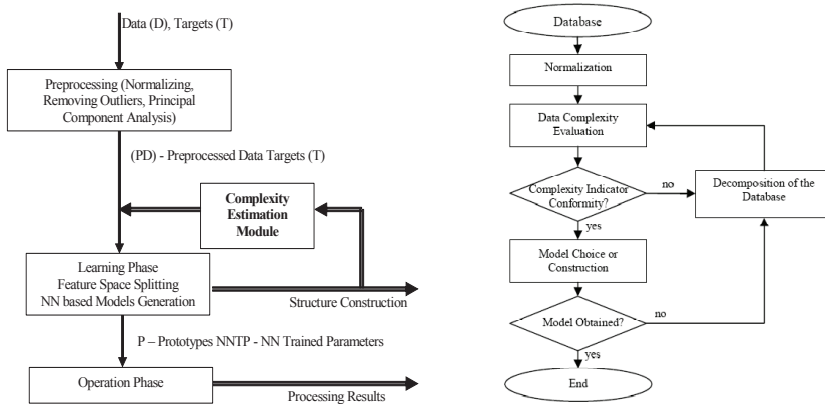 Data (D), Targets (T)
Preprocessing (Normalizing,
Removing Outliers, Principal
Component Analysis)
(PD) - Preprocessed Data Targets (T)
Complexity
Estimation
Module
Learning Phase
Feature Space Splitting
NN based Models Generation
Structure Construction
P – Prototypes NNTP - NN Trained Parameters
Operation Phase
Processing Results
Database
Normalization
Data Complexity
Evaluation
Complexity Indicator
Conformity?
no
Decomposition of the
Database
yes
Model Choice or
Construction
Model Obtained?
no
yes
End